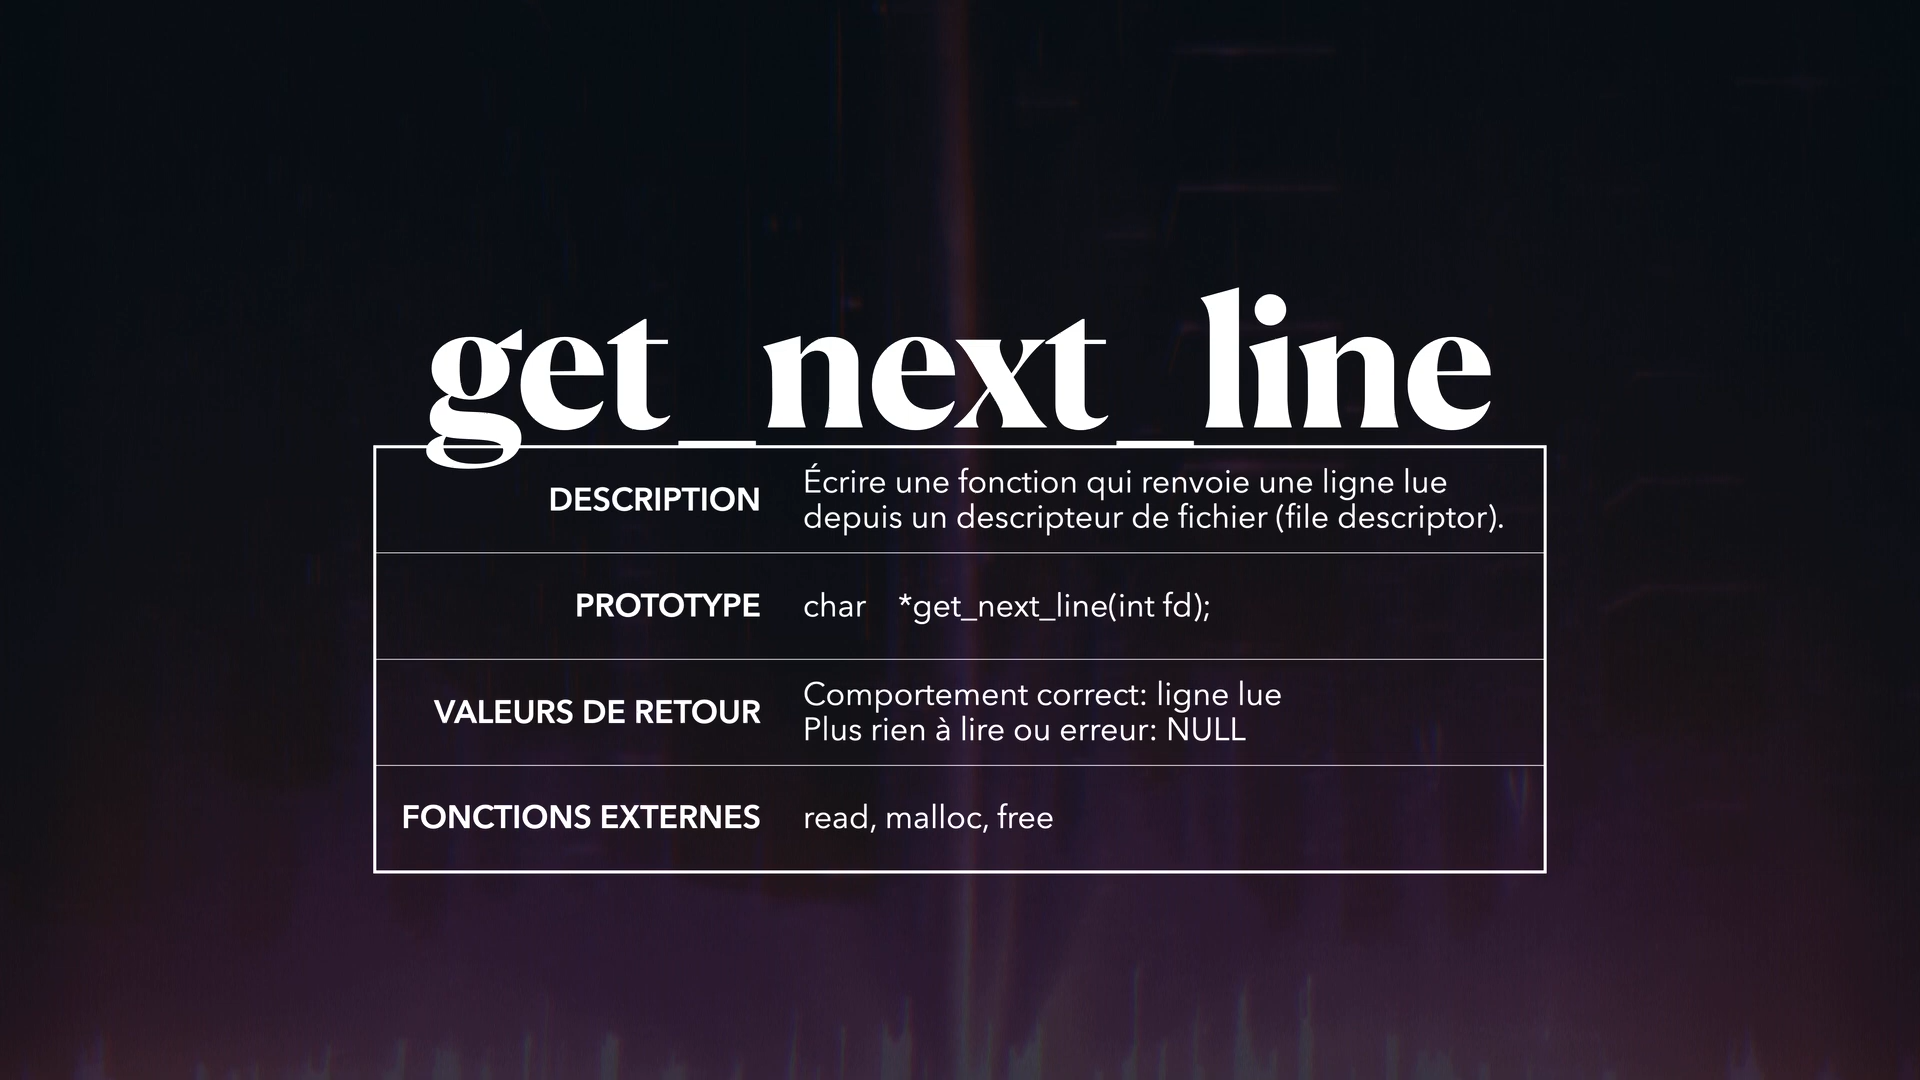 get_next_line
DESCRIPTION
Écrire une fonction qui renvoie une ligne lue
depuis un descripteur de fichier (file descriptor).
PROTOTYPE
char    *get_next_line(int fd);
VALEURS DE RETOUR
Comportement correct: ligne lue
Plus rien à lire ou erreur: NULL
FONCTIONS EXTERNES
read, malloc, free